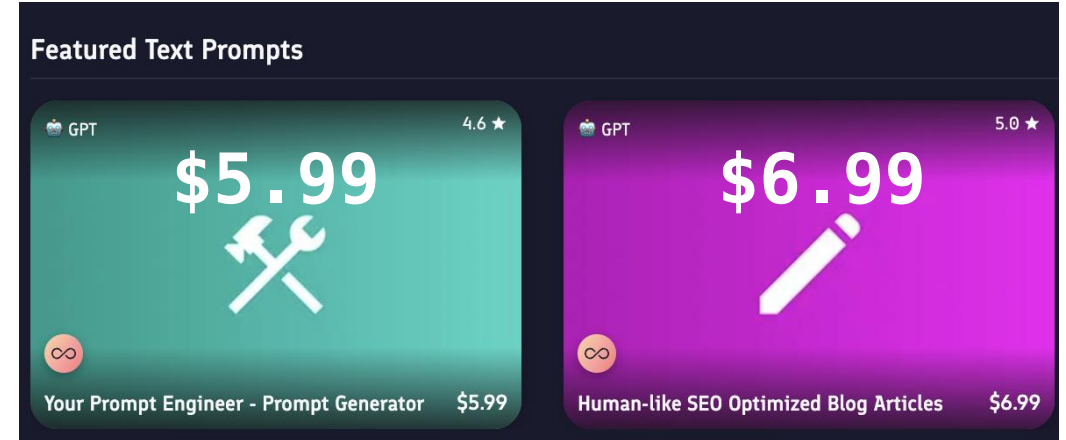 Featured Text Prompts
GPT 4.6 ★
$5.99
Your Prompt Engineer - Prompt Generator $5.99
GPT 5.0 ★
$6.99
Human-like SEO Optimized Blog Articles $6.99